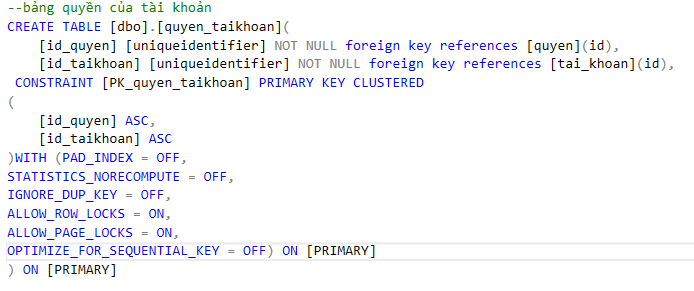 --bảng quyền của tài khoản
CREATE TABLE [dbo].[quyen_taikhoan](
    [id_quyen] [uniqueidentifier] NOT NULL foreign key references [quyen](id),
    [id_taikhoan] [uniqueidentifier] NOT NULL foreign key references [tai_khoan](id),
 CONSTRAINT [PK_quyen_taikhoan] PRIMARY KEY CLUSTERED
(
    [id_quyen] ASC,
    [id_taikhoan] ASC
)WITH (PAD_INDEX = OFF,
STATISTICS_NORECOMPUTE = OFF,
IGNORE_DUP_KEY = OFF,
ALLOW_ROW_LOCKS = ON,
ALLOW_PAGE_LOCKS = ON,
OPTIMIZE_FOR_SEQUENTIAL_KEY = OFF) ON [PRIMARY]
) ON [PRIMARY]